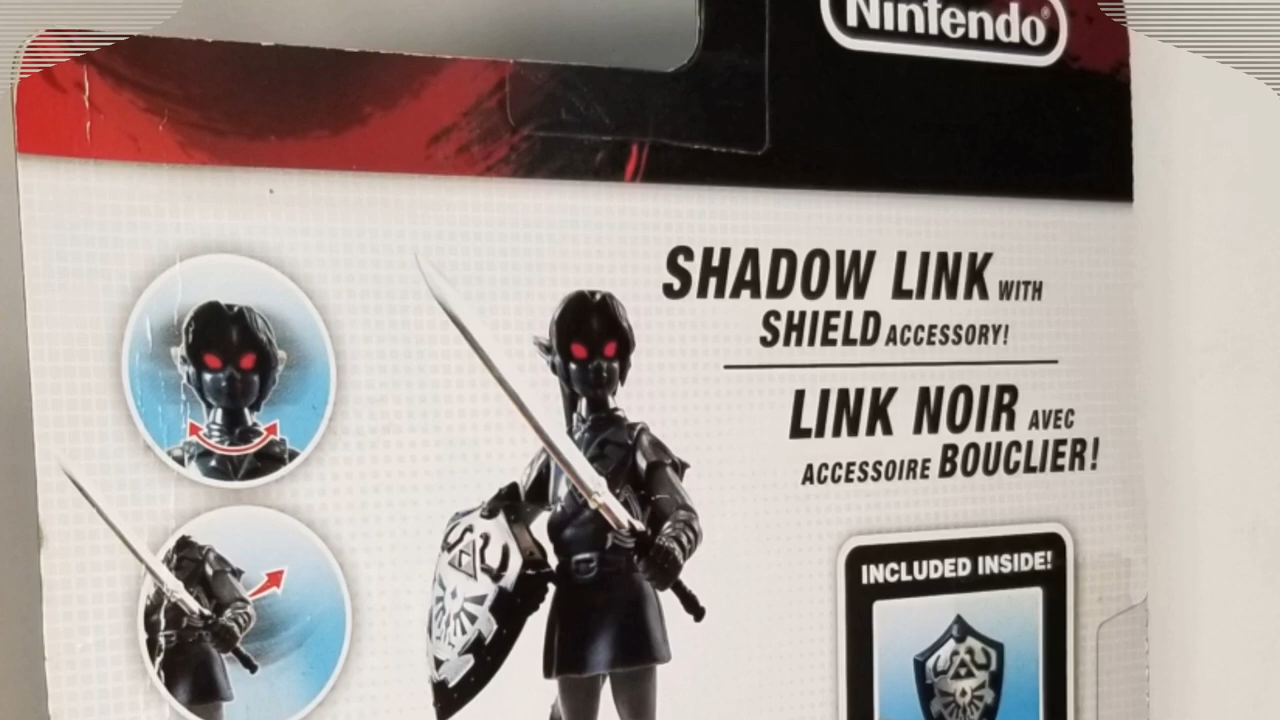 Nintendo®
SHADOW LINK WITH
SHIELD ACCESSORY!
LINK NOIR AVEC
ACCESSOIRE BOUCLIER!
INCLUDED INSIDE!